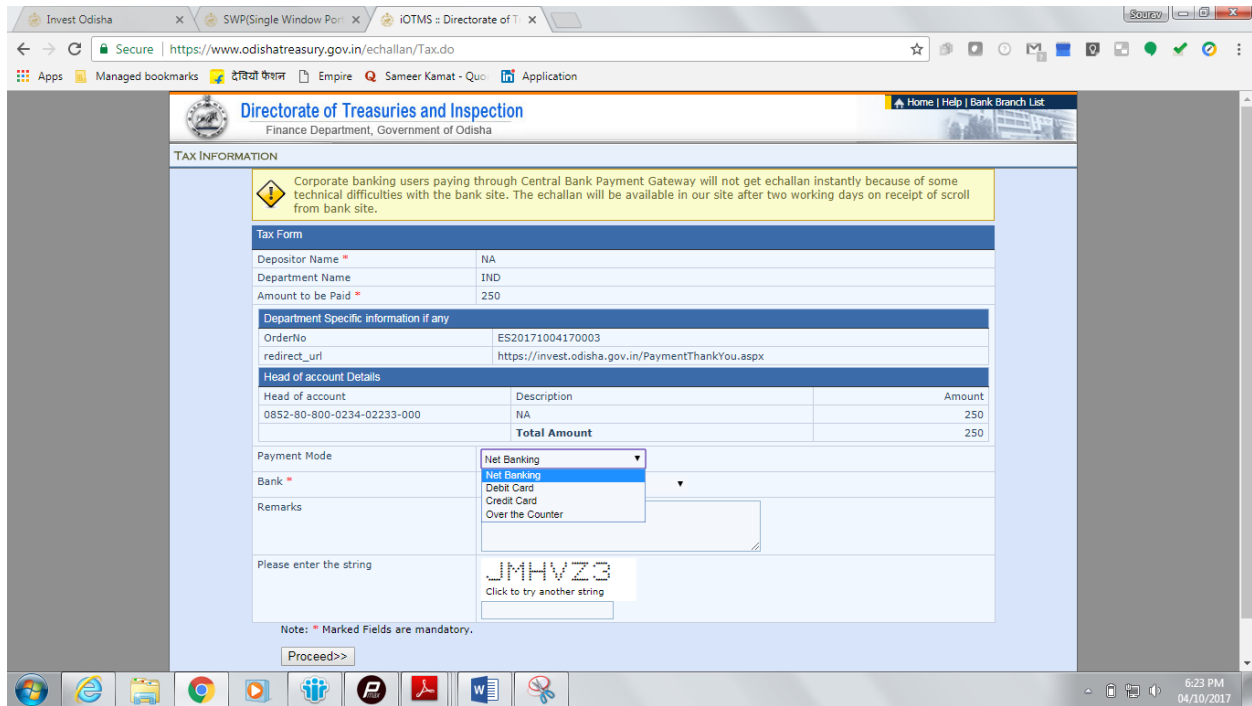 Invest Odisha
SWP(Single Window Port
iOTMS :: Directorate of T
Sourav
Secure | https://www.odishatreasury.gov.in/echallan/Tax.do
Apps Managed bookmarks देवियों फैशन Empire Sameer Kamat - Quo Application
Directorate of Treasuries and Inspection
Finance Department, Government of Odisha
Home | Help | Bank Branch List
TAX INFORMATION
Corporate banking users paying through Central Bank Payment Gateway will not get echallan instantly because of some
technical difficulties with the bank site. The echallan will be available in our site after two working days on receipt of scroll
from bank site.
Tax Form
Depositor Name * NA
Department Name IND
Amount to be Paid * 250
Department Specific information if any
OrderNo ES20171004170003
redirect_url https://invest.odisha.gov.in/PaymentThankYou.aspx
Head of account Details
Head of account Description Amount
0852-80-800-0234-02233-000 NA 250
Total Amount 250
Payment Mode Net Banking
Net Banking
Bank *
Debit Card
Credit Card
Remarks
Over the Counter
Please enter the string
JMHVZ3
Click to try another string
Note: * Marked Fields are mandatory.
Proceed>>
6:23 PM
04/10/2017